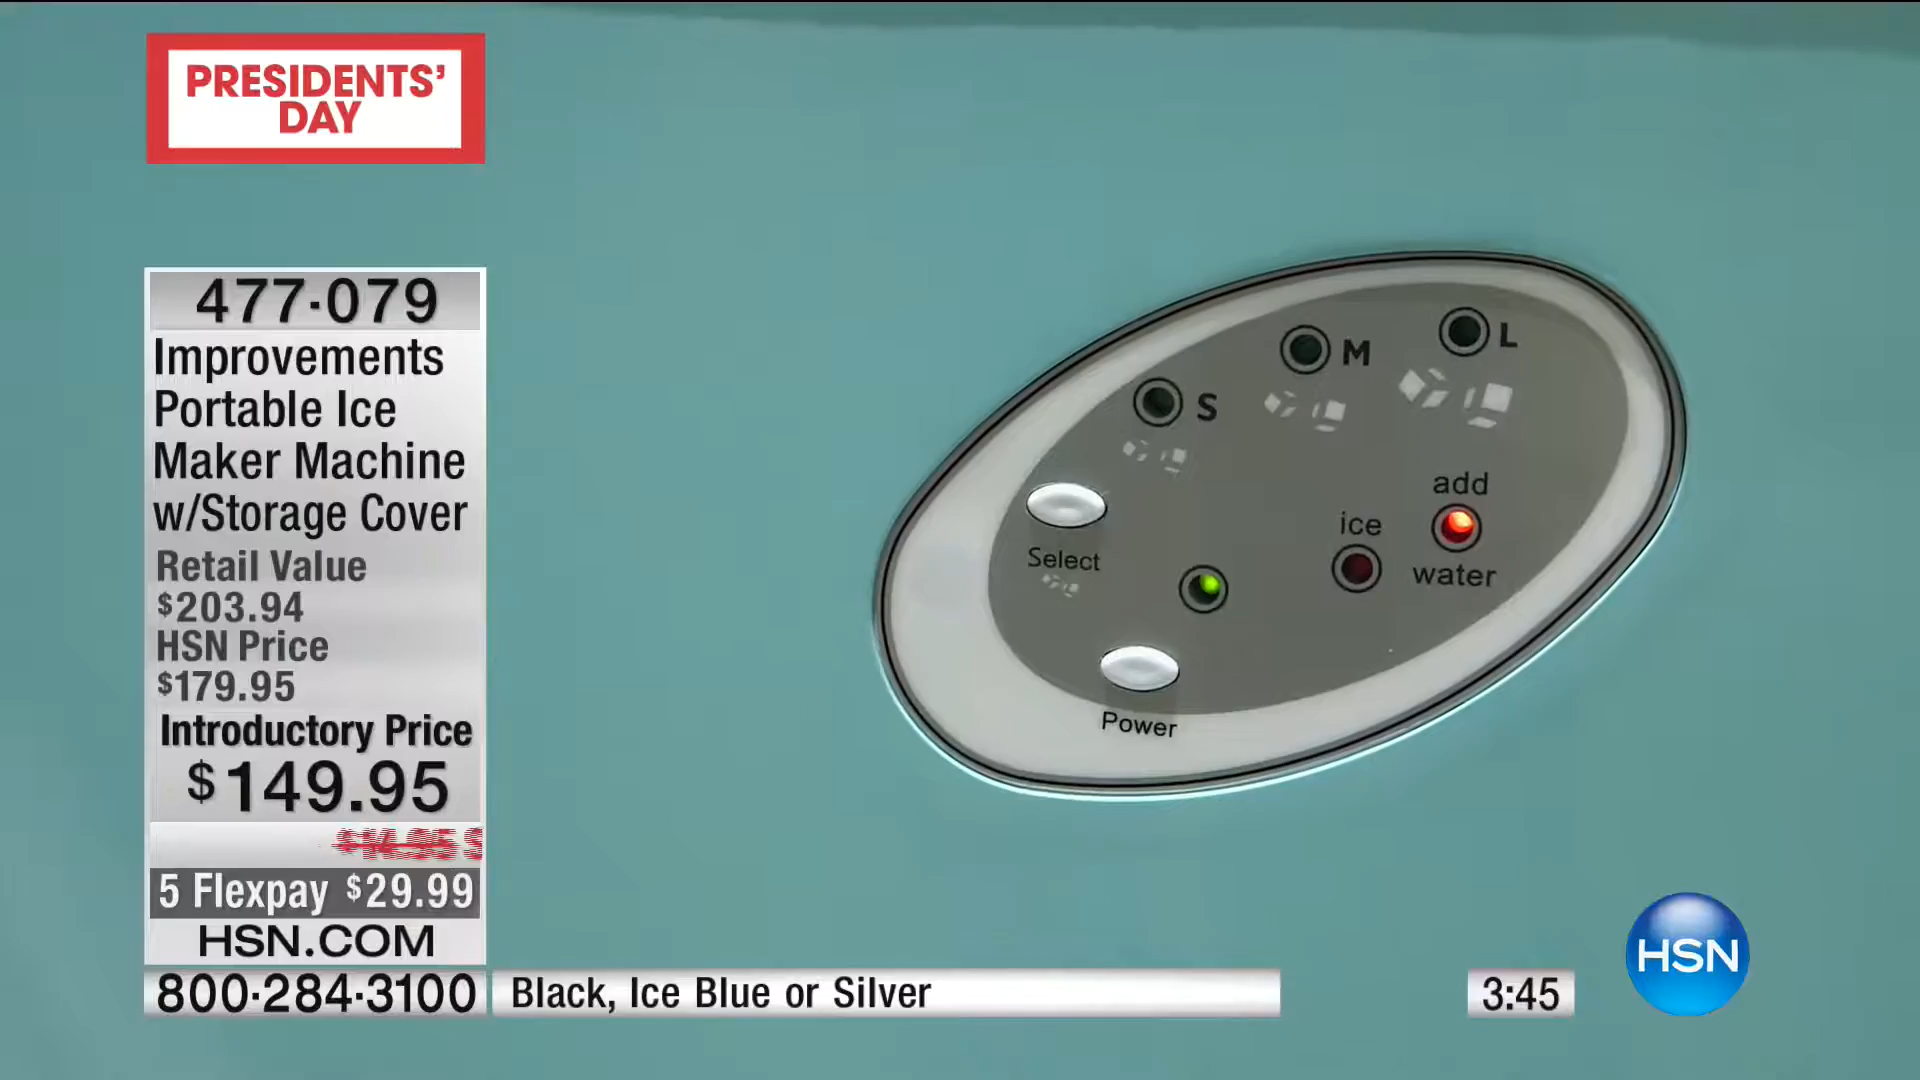 PRESIDENTS'
DAY
477·079
Improvements
Portable Ice
Maker Machine
w/Storage Cover
Retail Value
$203.94
HSN Price
$179.95
Introductory Price
$149.95
$14.95 S
5 Flexpay $29.99
HSN.COM
800·284·3100
Black, Ice Blue or Silver
3:45
HSN
S
M
L
Select
Power
ice
add
water